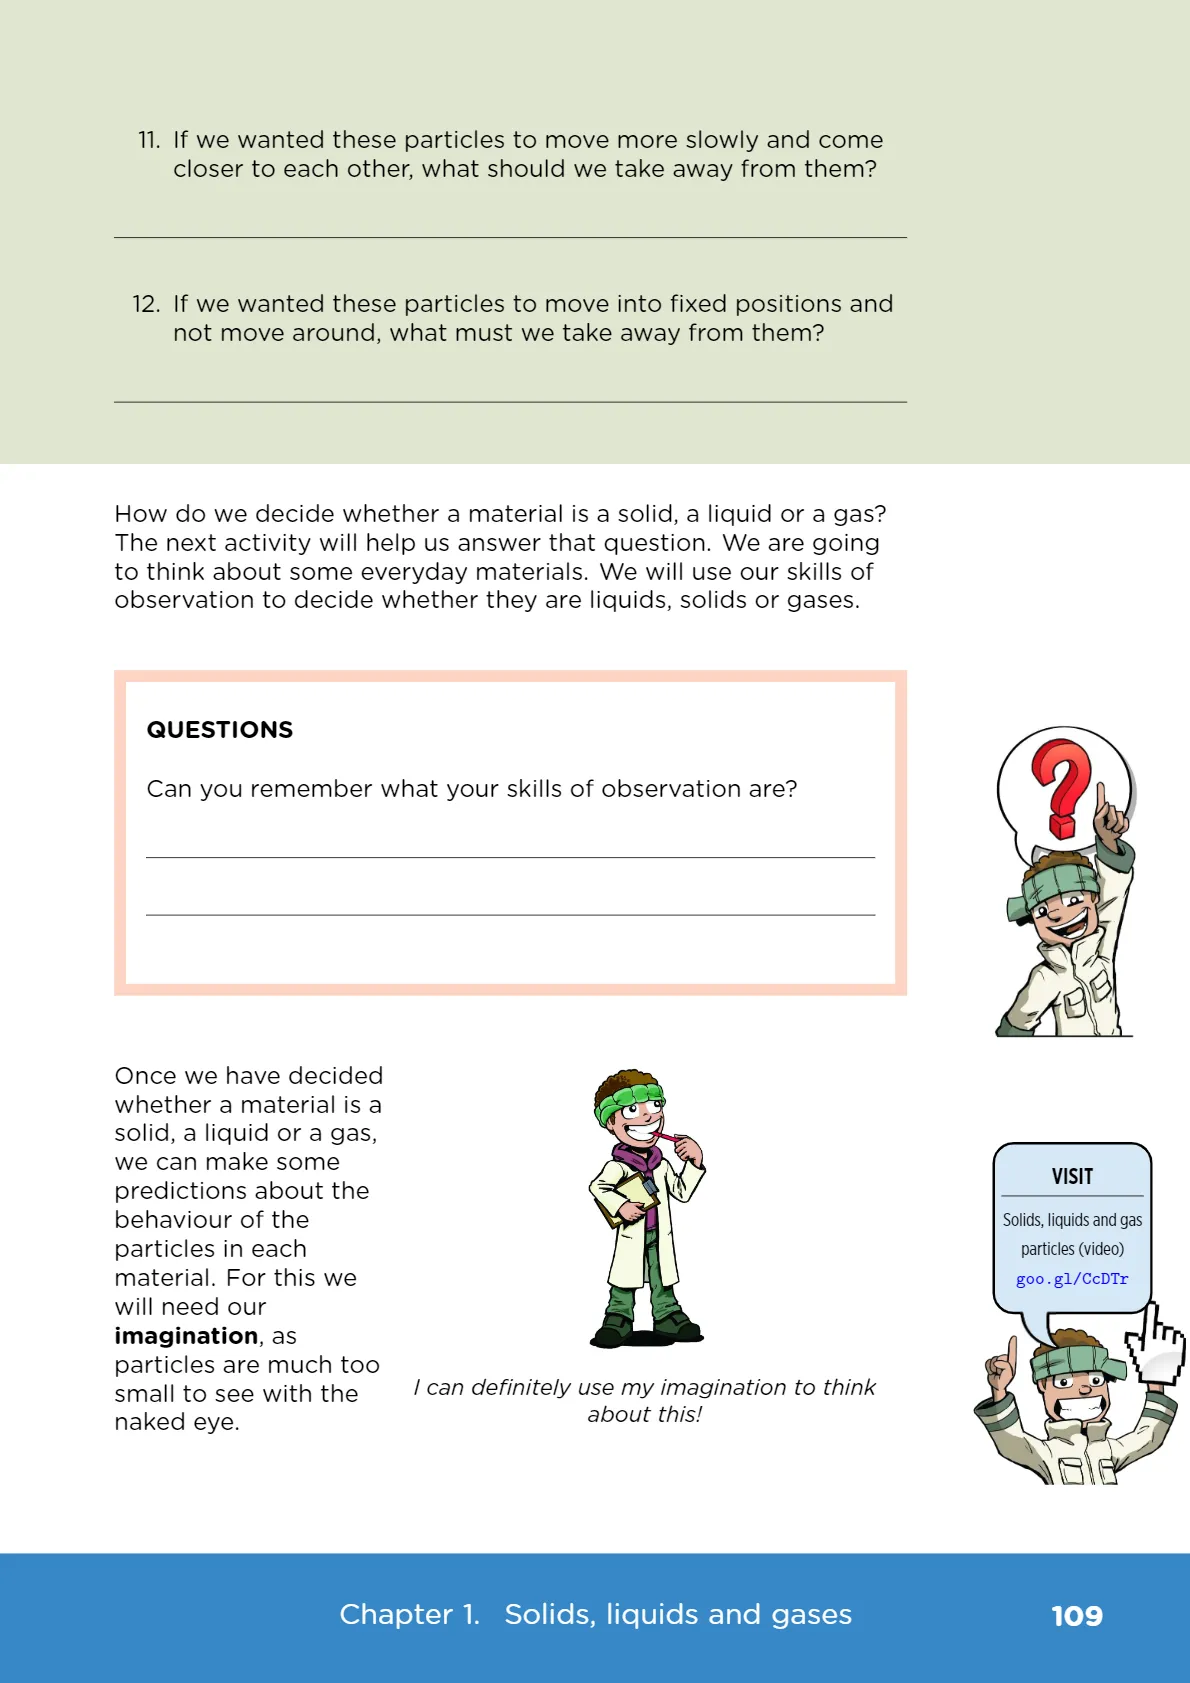 11. If we wanted these particles to move more slowly and come
closer to each other, what should we take away from them?
12. If we wanted these particles to move into fixed positions and
not move around, what must we take away from them?
How do we decide whether a material is a solid, a liquid or a gas?
The next activity will help us answer that question. We are going
to think about some everyday materials. We will use our skills of
observation to decide whether they are liquids, solids or gases.
QUESTIONS
Can you remember what your skills of observation are?
?
Once we have decided
whether a material is a
solid, a liquid or a gas,
we can make some
predictions about the
behaviour of the
particles in each
material. For this we
will need our
imagination, as
particles are much too
small to see with the
naked eye.
I can definitely use my imagination to think
about this!
VISIT
Solids, liquids and gas
particles (video)
goo.gl/CcDTr
Chapter 1. Solids, liquids and gases 109